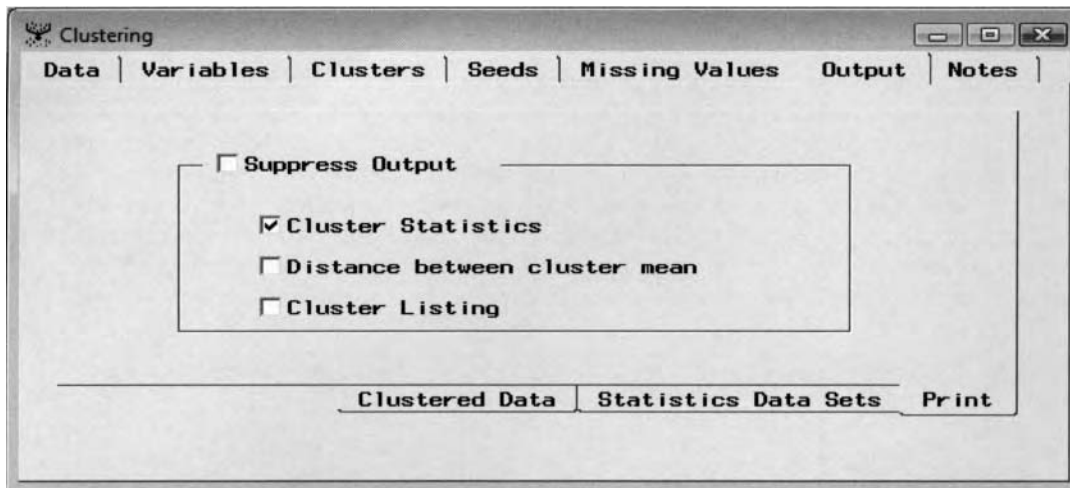 Clustering
Data Variables Clusters Seeds Missing Values Output Notes
Suppress Output
Cluster Statistics
Distance between cluster mean
Cluster Listing
Clustered Data Statistics Data Sets Print